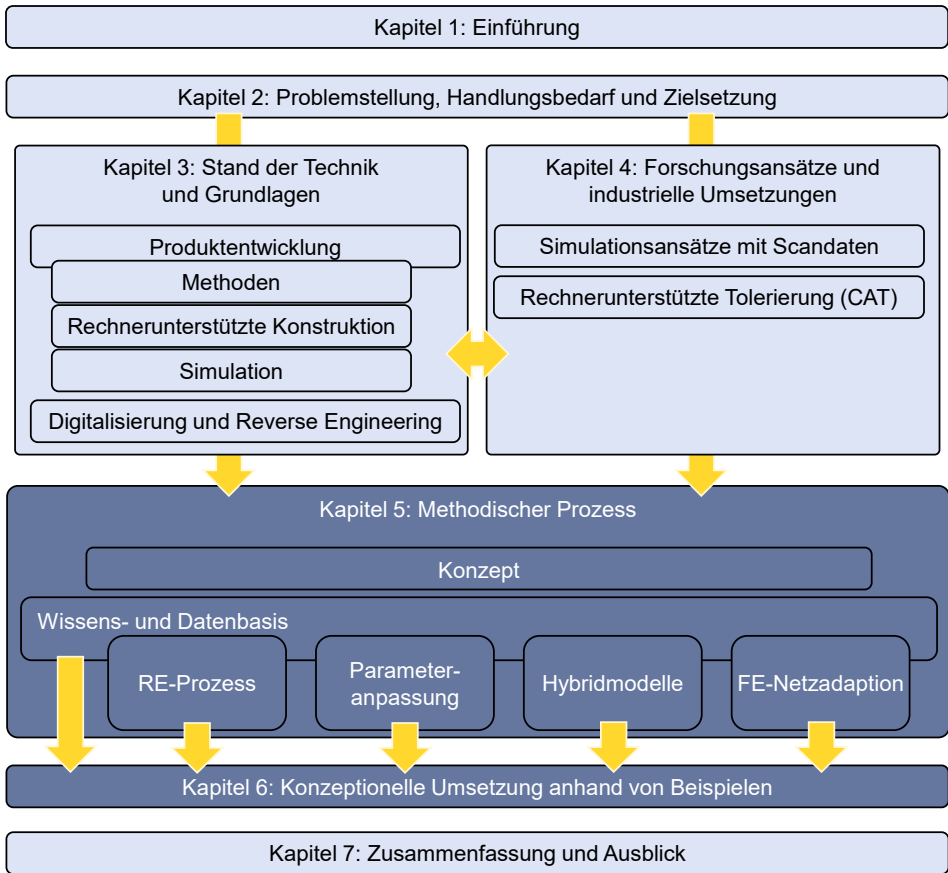 Kapitel 1: Einführung
Kapitel 2: Problemstellung, Handlungsbedarf und Zielsetzung
Kapitel 3: Stand der Technik
und Grundlagen
Produktentwicklung
Methoden
Rechnerunterstützte Konstruktion
Simulation
Digitalisierung und Reverse Engineering
Kapitel 4: Forschungsansätze und
industrielle Umsetzungen
Simulationsansätze mit Scandaten
Rechnerunterstützte Tolerierung (CAT)
Kapitel 5: Methodischer Prozess
Konzept
Wissens- und Datenbasis
RE-Prozess
Parameter-
anpassung
Hybridmodelle
FE-Netzadaption
Kapitel 6: Konzeptionelle Umsetzung anhand von Beispielen
Kapitel 7: Zusammenfassung und Ausblick